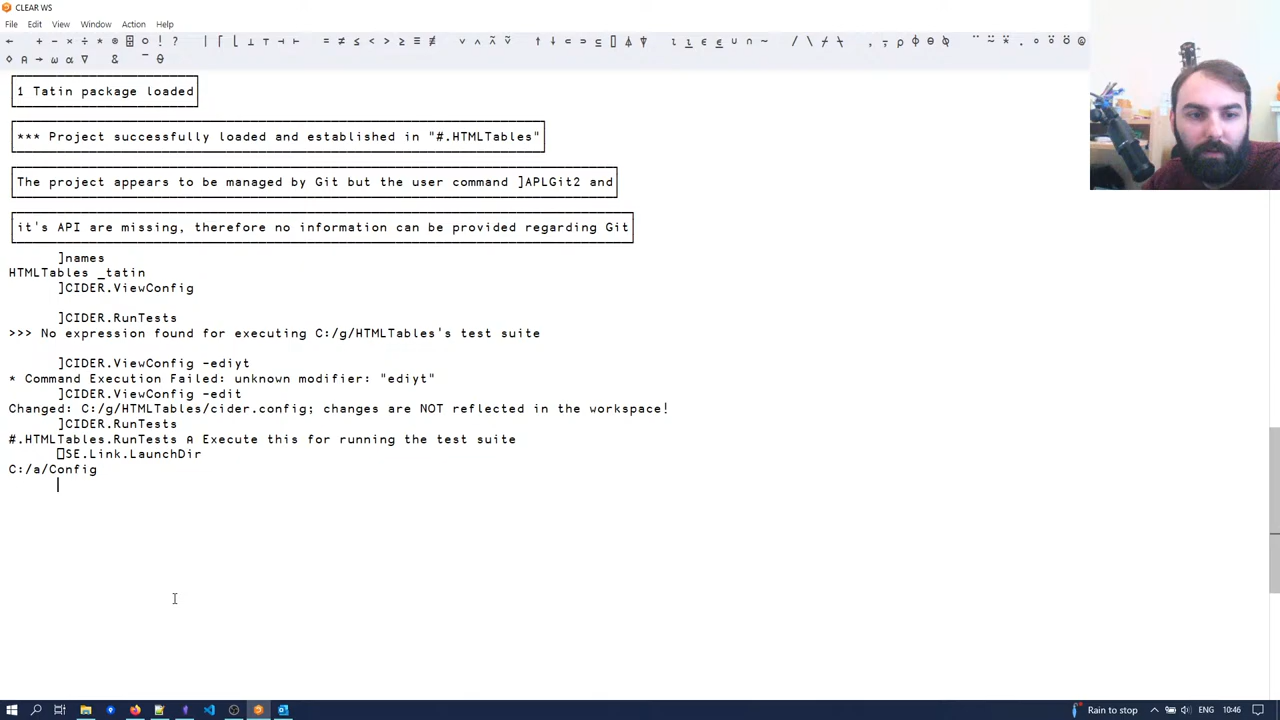 CLEAR WS
File Edit View Window Action Help
← + - × ÷ * ⍟ ⌹ ○ ! ? | ⌈ ⌊ ⊥ ⊤ ⊣ ⊢ = ≠ ≤ < > ≥ ≡ ≢ ∨ ∧ ⍲ ⍱ ↑ ↓ ⊂ ⊃ ⊆ ⌷ ⍋ ⍒ ⍳ ⍸ ∊ ⍷ ∪ ∩ ~ / \ ⌿ ⍀ , ⍪ ⍴ ⌽ ⊖ ⍉ ¨ ⍨ ⍣ . ∘ ⍤ ⍥ @
⍵ ∇ & ¯
1 Tatin package loaded
*** Project successfully loaded and established in "#.HTMLTables"
The project appears to be managed by Git but the user command ]APLGit2 and
it's API are missing, therefore no information can be provided regarding Git
]names
HTMLTables _tatin
]CIDER.ViewConfig
]CIDER.RunTests
>>> No expression found for executing C:/g/HTMLTables's test suite
]CIDER.ViewConfig -ediyt
* Command Execution Failed: unknown modifier: "ediyt"
]CIDER.ViewConfig -edit
Changed: C:/g/HTMLTables/cider.config; changes are NOT reflected in the workspace!
]CIDER.RunTests
#.HTMLTables.RunTests ⍝ Execute this for running the test suite
⎕SE.Link.LaunchDir
C:/a/Config
Rain to stop ENG 10:46